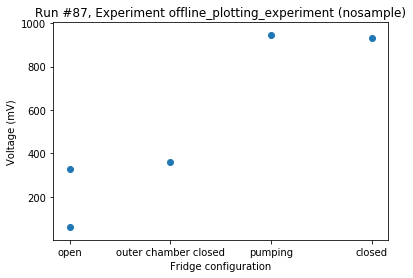 Run #87, Experiment offline_plotting_experiment (nosample)
1000
800
600
400
200
Voltage (mV)
open
outer chamber closed
pumping
closed
Fridge configuration